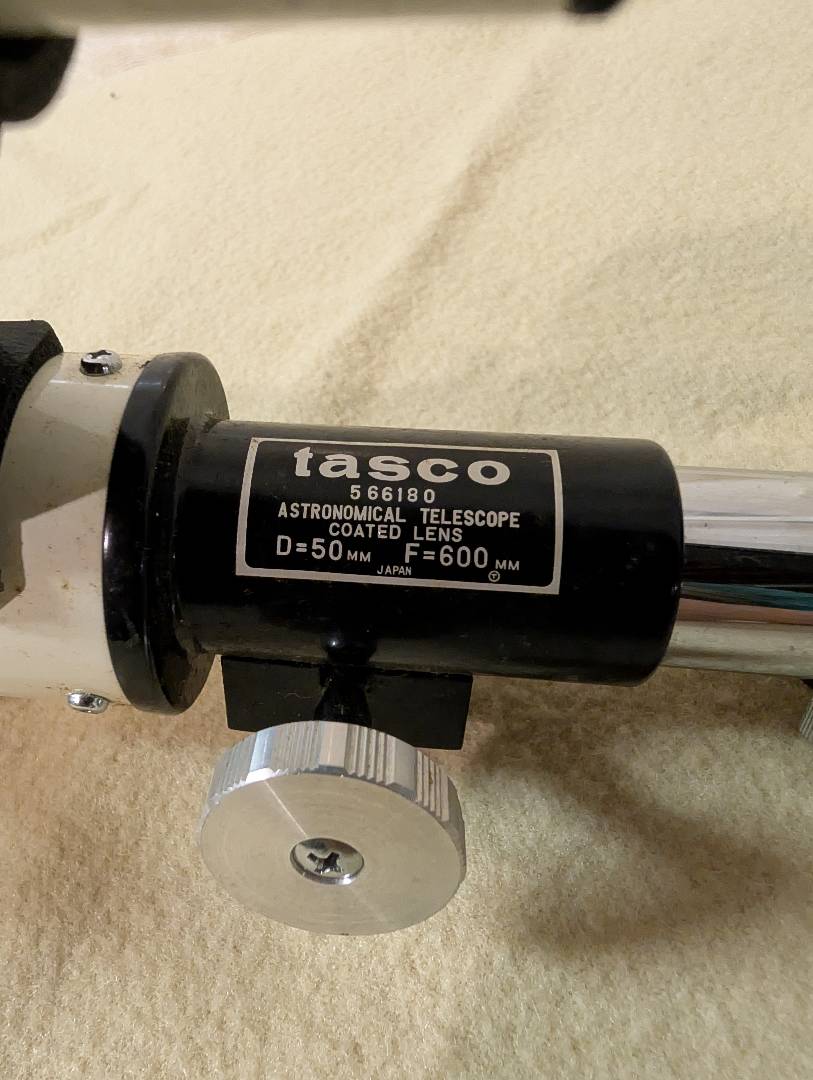 tasco
566180
ASTRONOMICAL TELESCOPE
COATED LENS
D=50MM F=600MM
JAPAN T